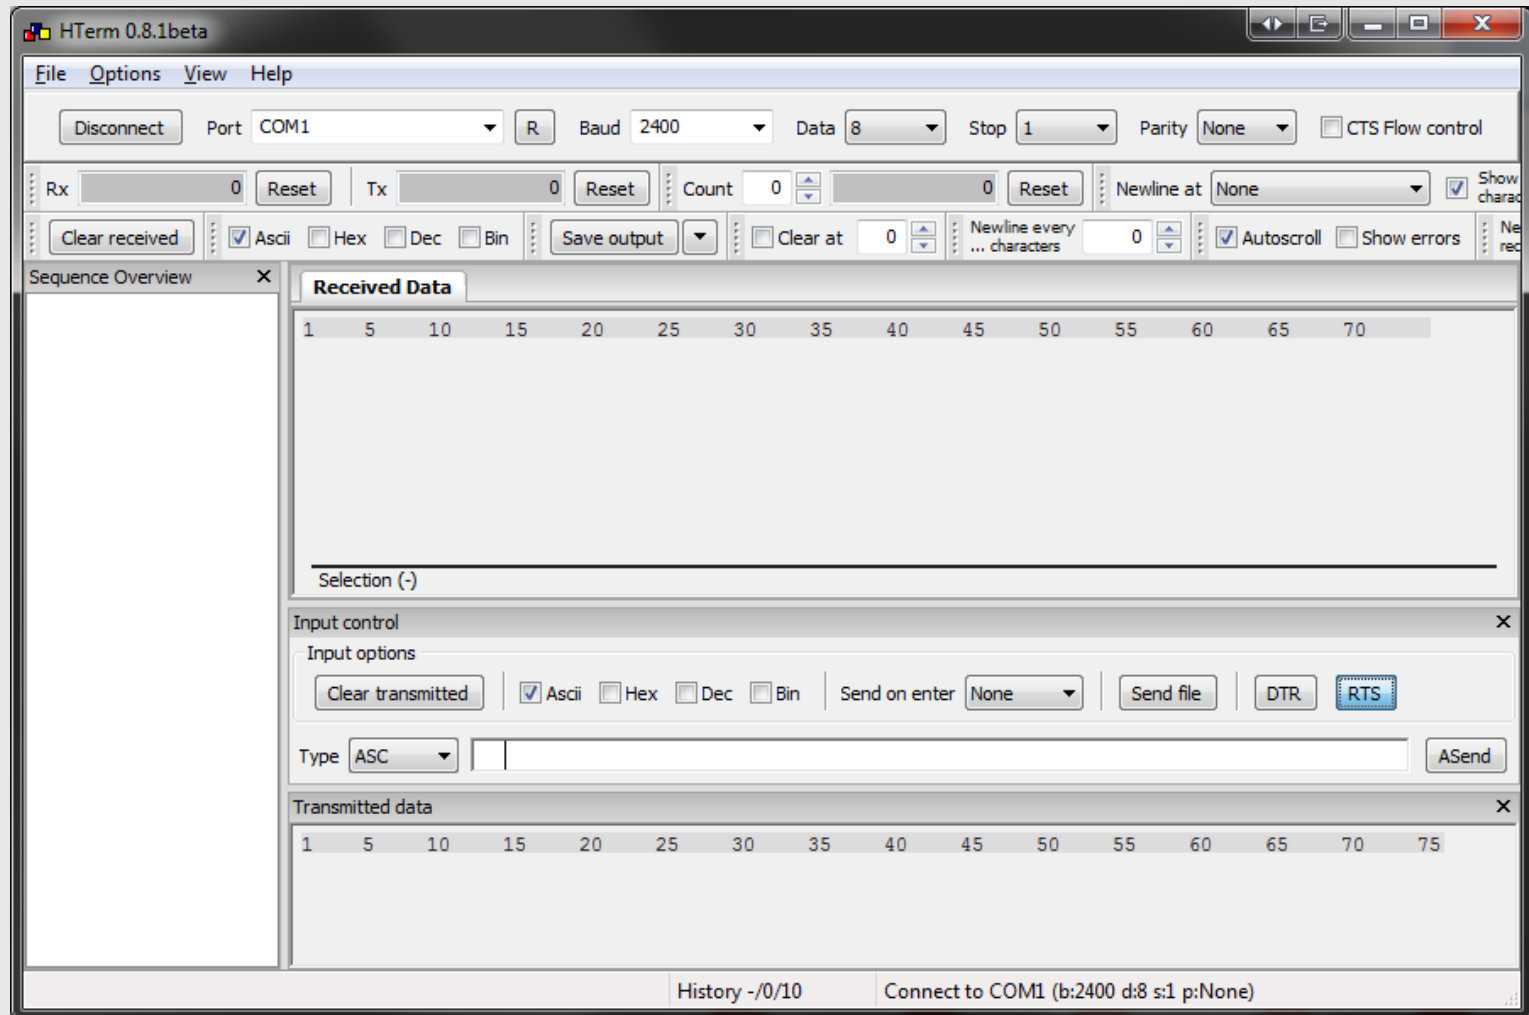 HTerm 0.8.1beta
File Options View Help
Disconnect Port COM1 R Baud 2400 Data 8 Stop 1 Parity None CTS Flow control
Rx 0 Reset Tx 0 Reset Count 0 0 Reset Newline at None Show
charac
Clear received Ascii Hex Dec Bin Save output Clear at 0 Newline every
... characters 0 Autoscroll Show errors Ne
rec
Sequence Overview
Received Data
1 5 10 15 20 25 30 35 40 45 50 55 60 65 70
Selection (-)
Input control
Input options
Clear transmitted Ascii Hex Dec Bin Send on enter None Send file DTR RTS
Type ASC ASend
Transmitted data
1 5 10 15 20 25 30 35 40 45 50 55 60 65 70 75
History -/0/10 Connect to COM1 (b:2400 d:8 s:1 p:None)